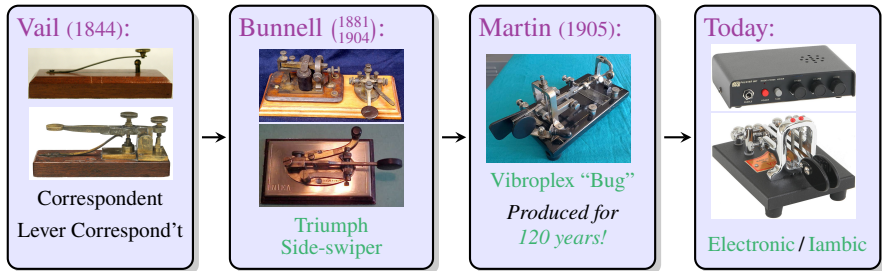 Vail (1844):
Correspondent
Lever Correspond't
Bunnell (1881 1904):
Triumph
Side-swiper
Martin (1905):
Vibroplex “Bug”
Produced for
120 years!
Today:
Electronic / Iambic